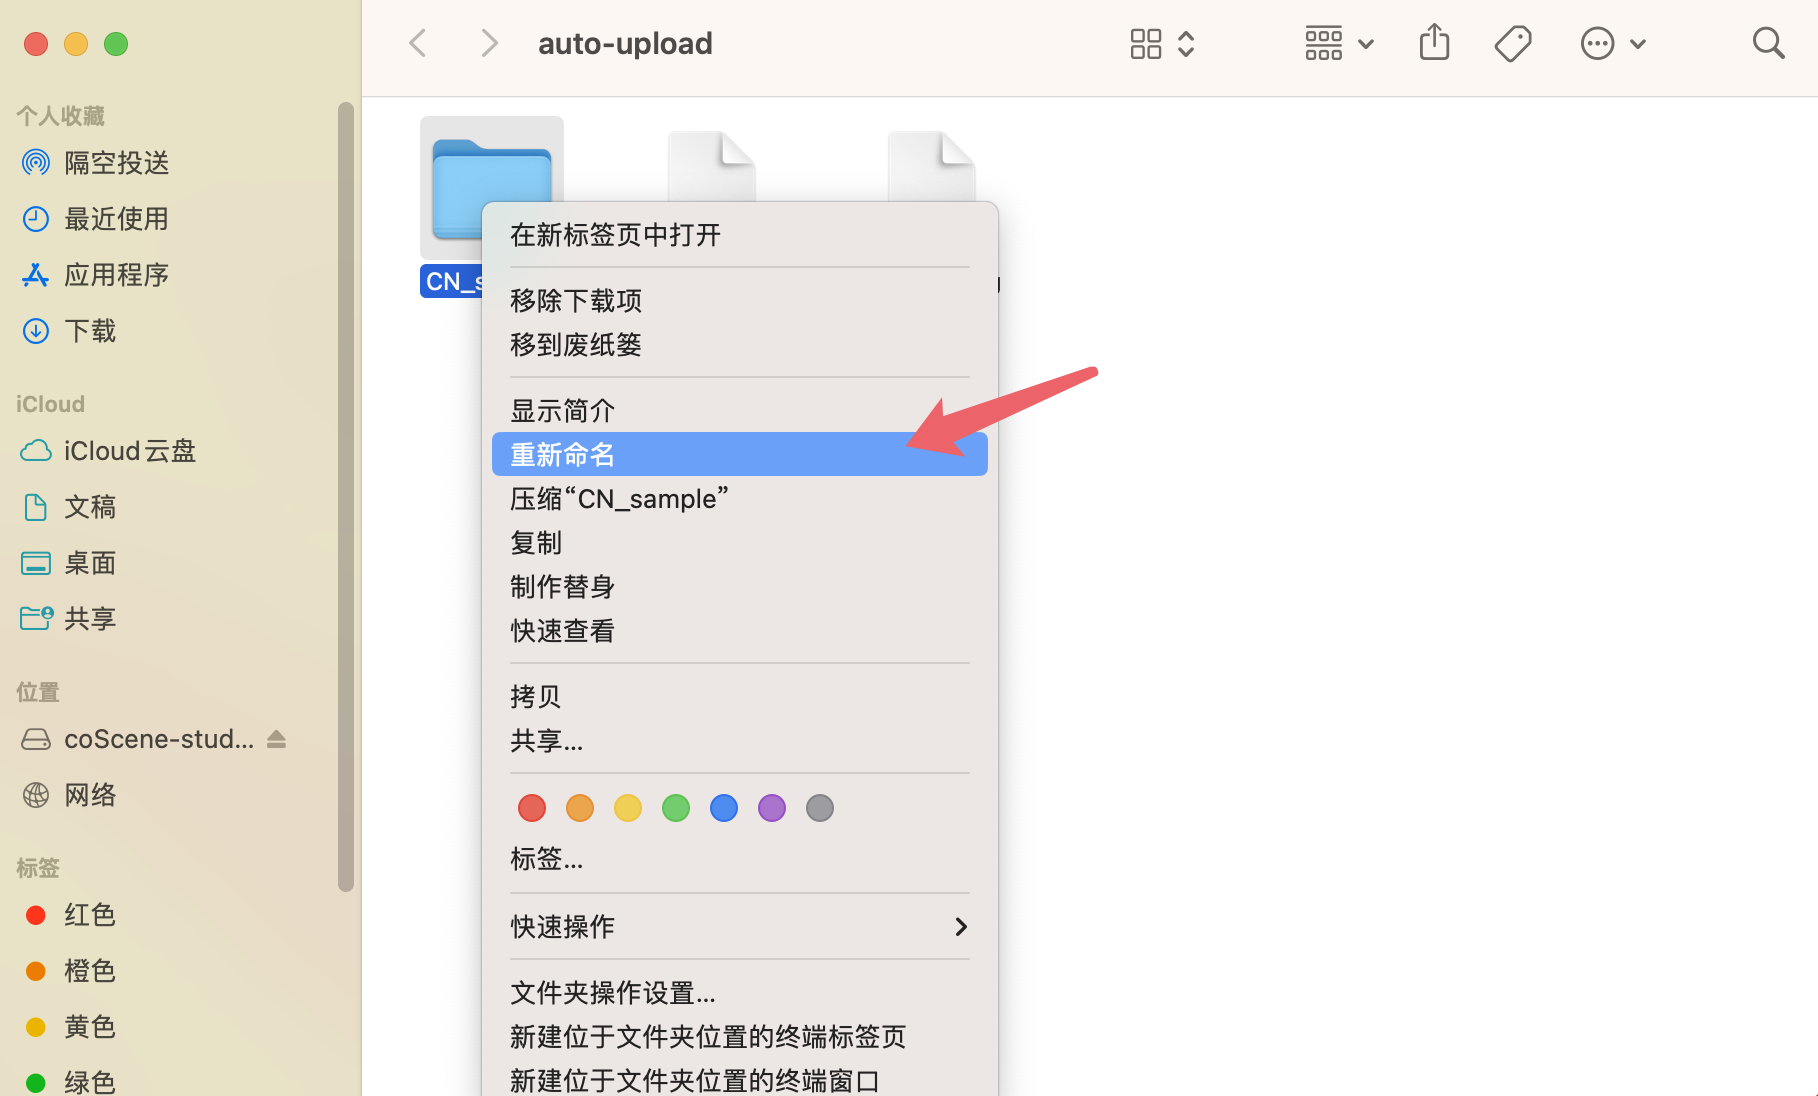 auto-upload
个人收藏
隔空投送
最近使用
应用程序
下载
iCloud
iCloud云盘
文稿
桌面
共享
位置
coScene-stud...
网络
标签
红色
橙色
黄色
绿色
CN_s
在新标签页中打开
移除下载项
移到废纸篓
显示简介
重新命名
压缩“CN_sample”
复制
制作替身
快速查看
拷贝
共享...
标签...
快速操作
文件夹操作设置...
新建位于文件夹位置的终端标签页
新建位于文件夹位置的终端窗口